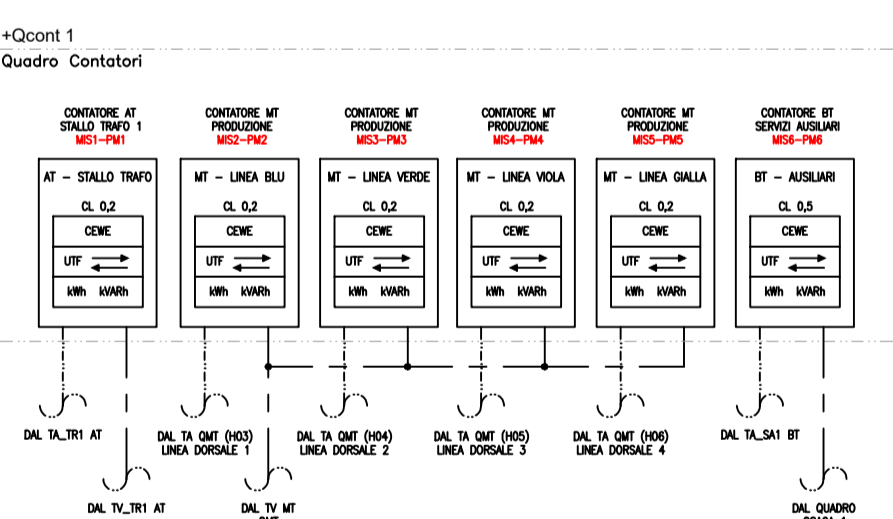 +Qcont 1
Quadro Contatori
CONTATORE AT
STALLO TRAFO 1
MIS1-PM1
CONTATORE MT
PRODUZIONE
MIS2-PM2
CONTATORE MT
PRODUZIONE
MIS3-PM3
CONTATORE MT
PRODUZIONE
MIS4-PM4
CONTATORE MT
PRODUZIONE
MIS5-PM5
CONTATORE BT
SERVIZI AUSILIARI
MIS6-PM6
AT - STALLO TRAFO
CL 0,2
CEWE
UTF
kWh kVARh
MT - LINEA BLU
CL 0,2
CEWE
UTF
kWh kVARh
MT - LINEA VERDE
CL 0,2
CEWE
UTF
kWh kVARh
MT - LINEA VIOLA
CL 0,2
CEWE
UTF
kWh kVARh
MT - LINEA GIALLA
CL 0,2
CEWE
UTF
kWh kVARh
BT - AUSILIARI
CL 0,5
CEWE
UTF
kWh kVARh
DAL TA_TR1 AT
DAL TA QMT (H03)
LINEA DORSALE 1
DAL TA QMT (H04)
LINEA DORSALE 2
DAL TA QMT (H05)
LINEA DORSALE 3
DAL TA QMT (H06)
LINEA DORSALE 4
DAL TA_SA1 BT
DAL TV_TR1 AT
DAL TV MT
DAL QUADRO